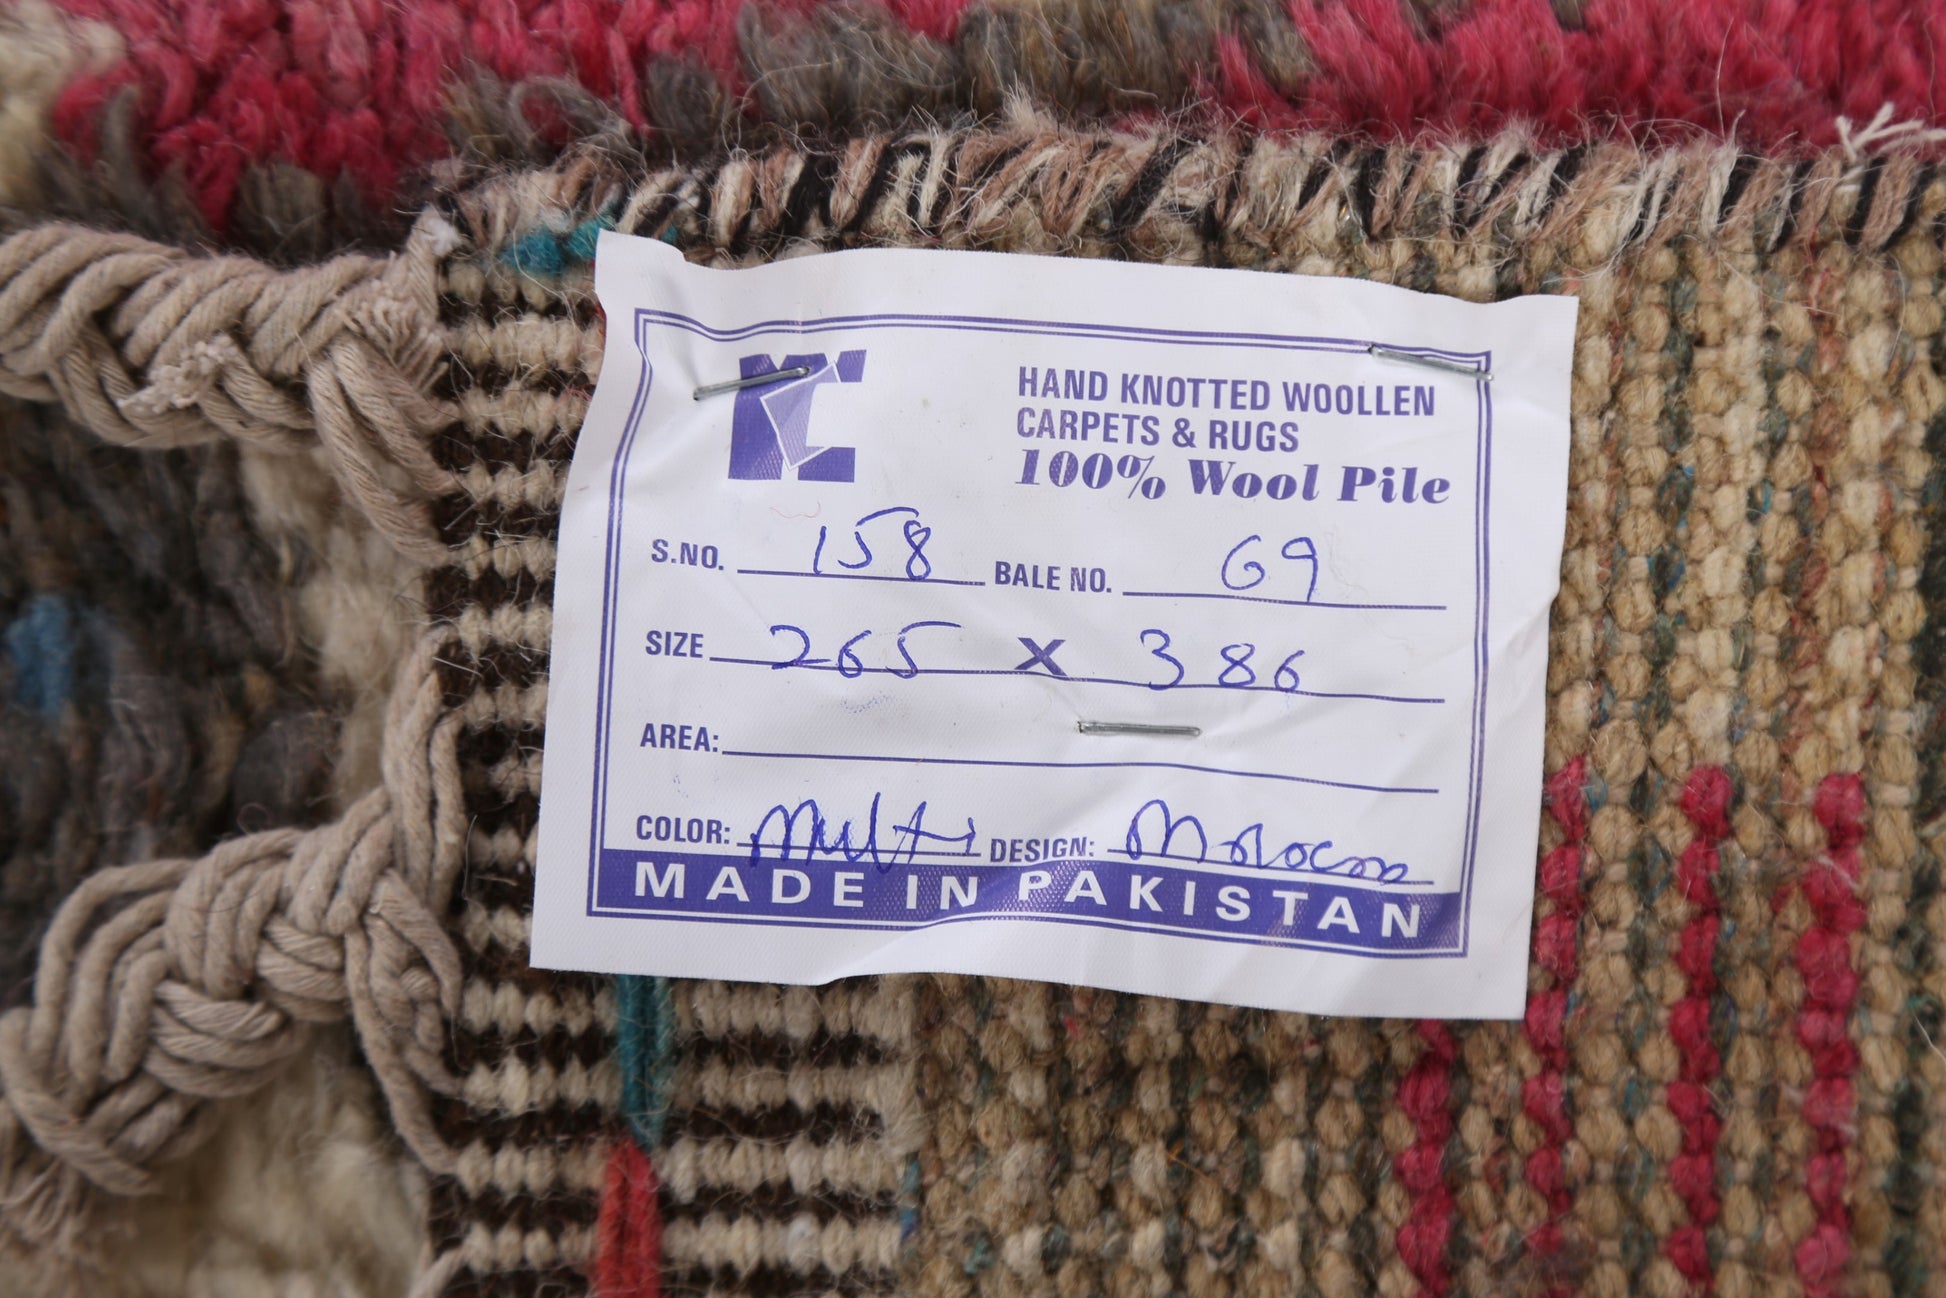 HAND KNOTTED WOOLLEN
CARPETS & RUGS
100% Wool Pile
S.NO. 158 BALE NO. 69
SIZE 265 X 386
AREA:
COLOR: Multi DESIGN:
MADE IN PAKISTAN